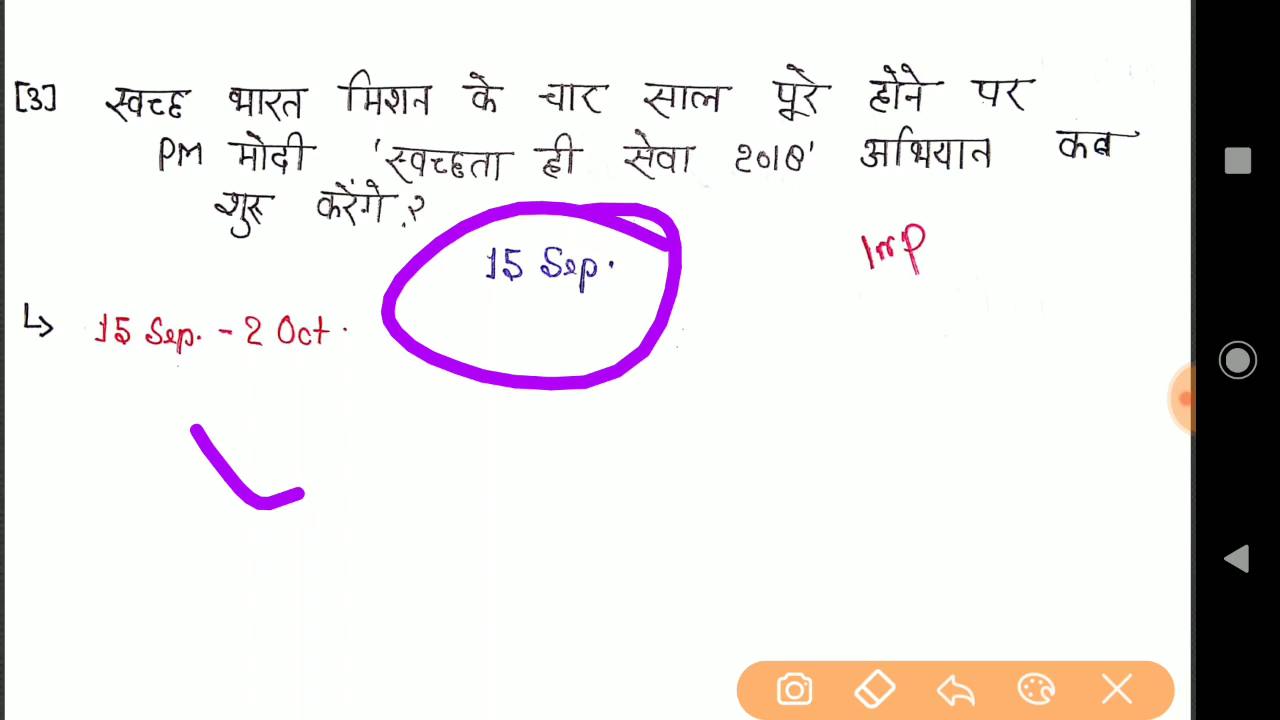 [3] स्वच्छ भारत मिशन के चार साल पूरे होने पर
PM मोदी 'स्वच्छता ही सेवा 2018' अभियान कब
शुरू करेंगे ?
15 Sep.
Imp
↳ 15 Sep. - 2 Oct.